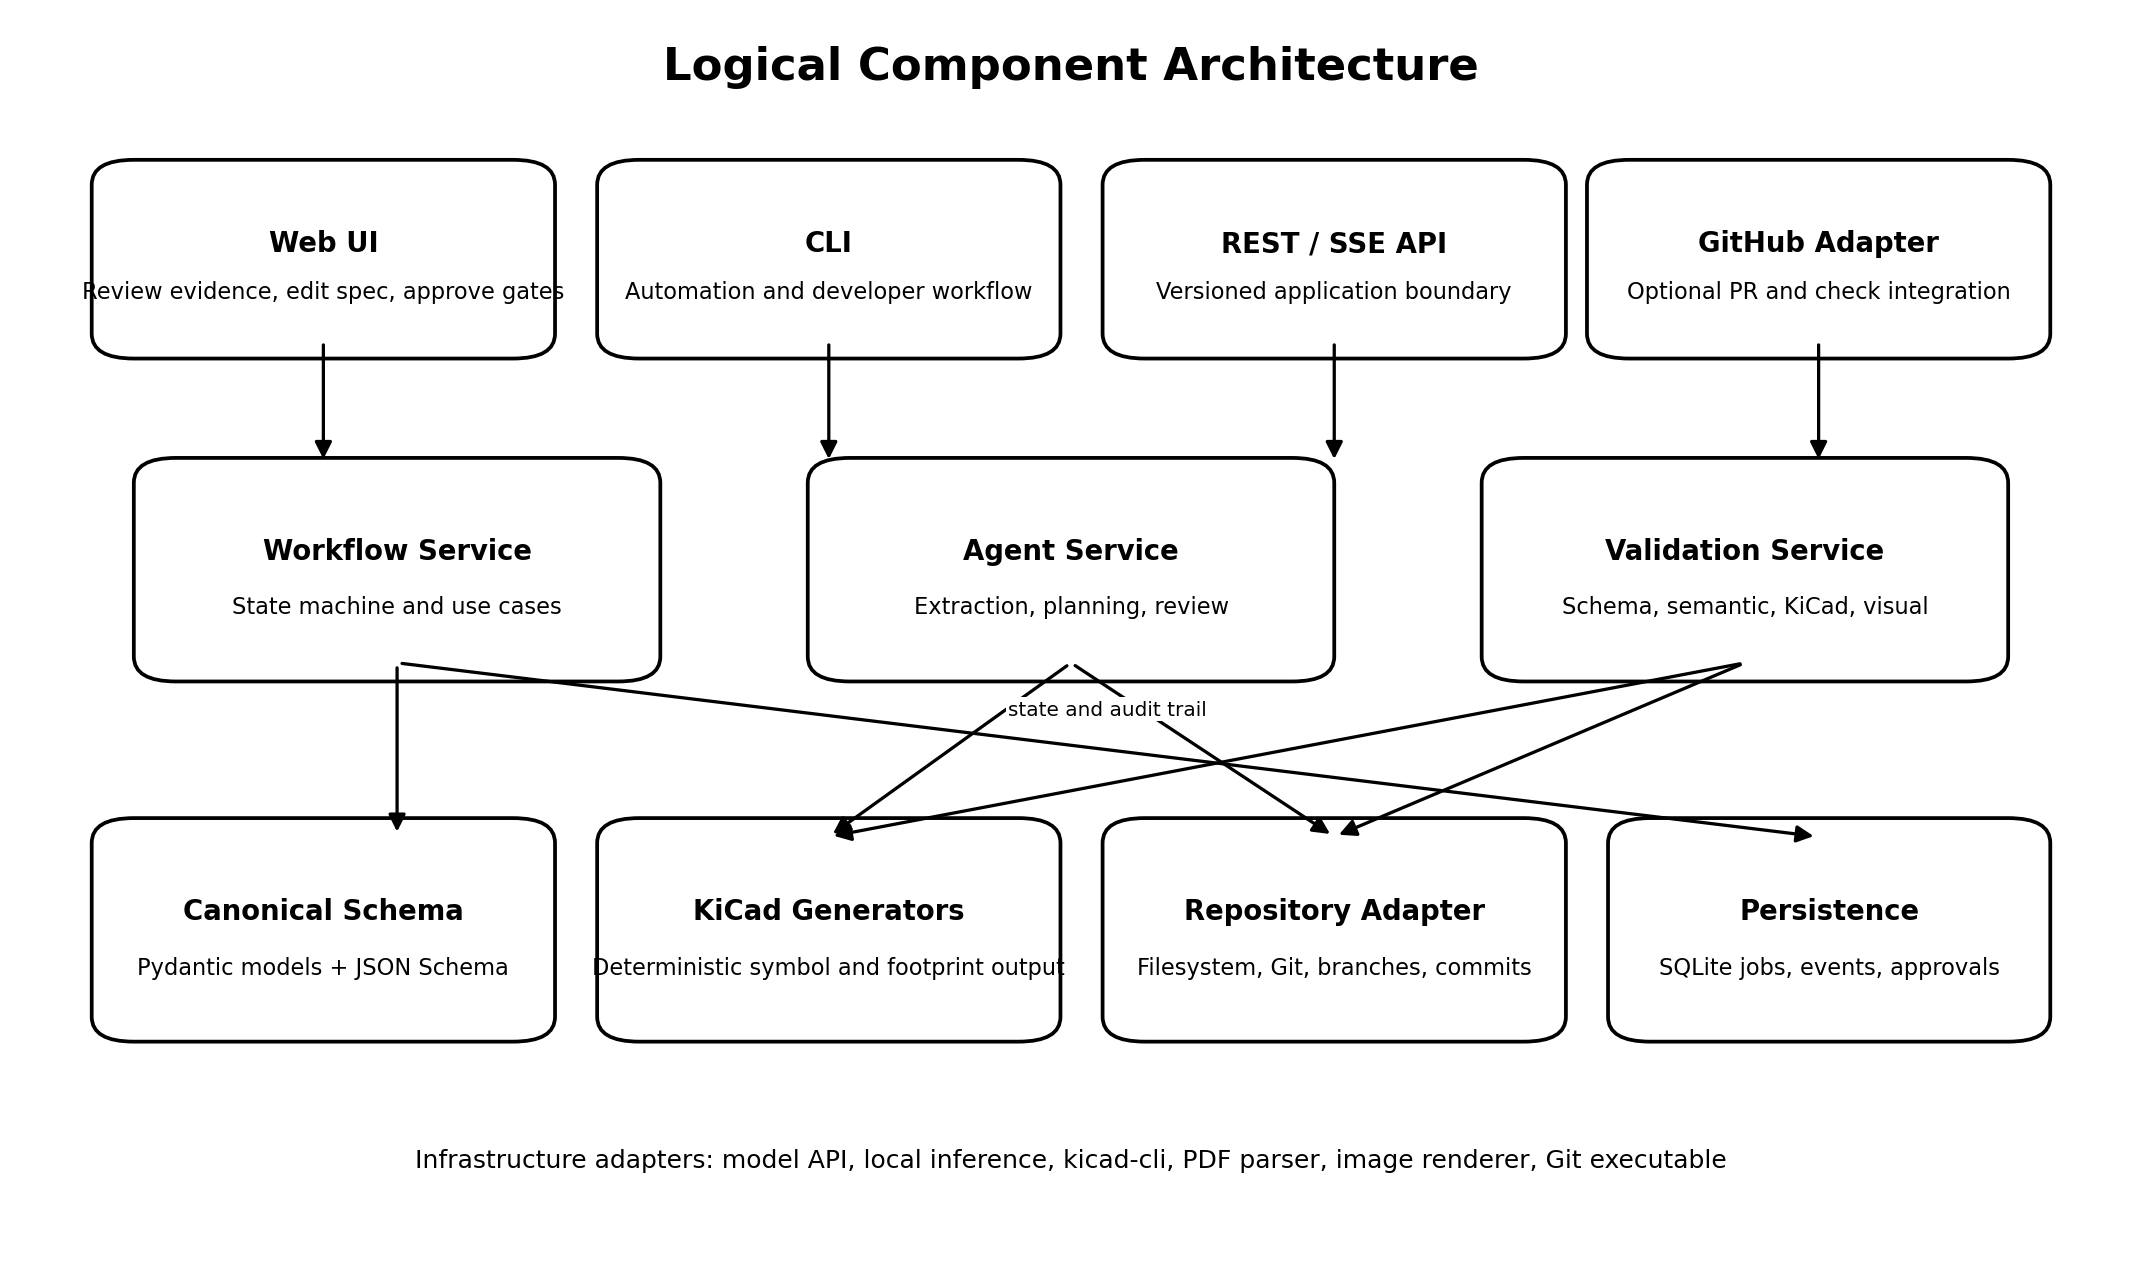 Logical Component Architecture
Web UI
Review evidence, edit spec, approve gates
CLI
Automation and developer workflow
REST / SSE API
Versioned application boundary
GitHub Adapter
Optional PR and check integration
Workflow Service
State machine and use cases
Agent Service
Extraction, planning, review
Validation Service
Schema, semantic, KiCad, visual
state and audit trail
Canonical Schema
Pydantic models + JSON Schema
KiCad Generators
Deterministic symbol and footprint output
Repository Adapter
Filesystem, Git, branches, commits
Persistence
SQLite jobs, events, approvals
Infrastructure adapters: model API, local inference, kicad-cli, PDF parser, image renderer, Git executable